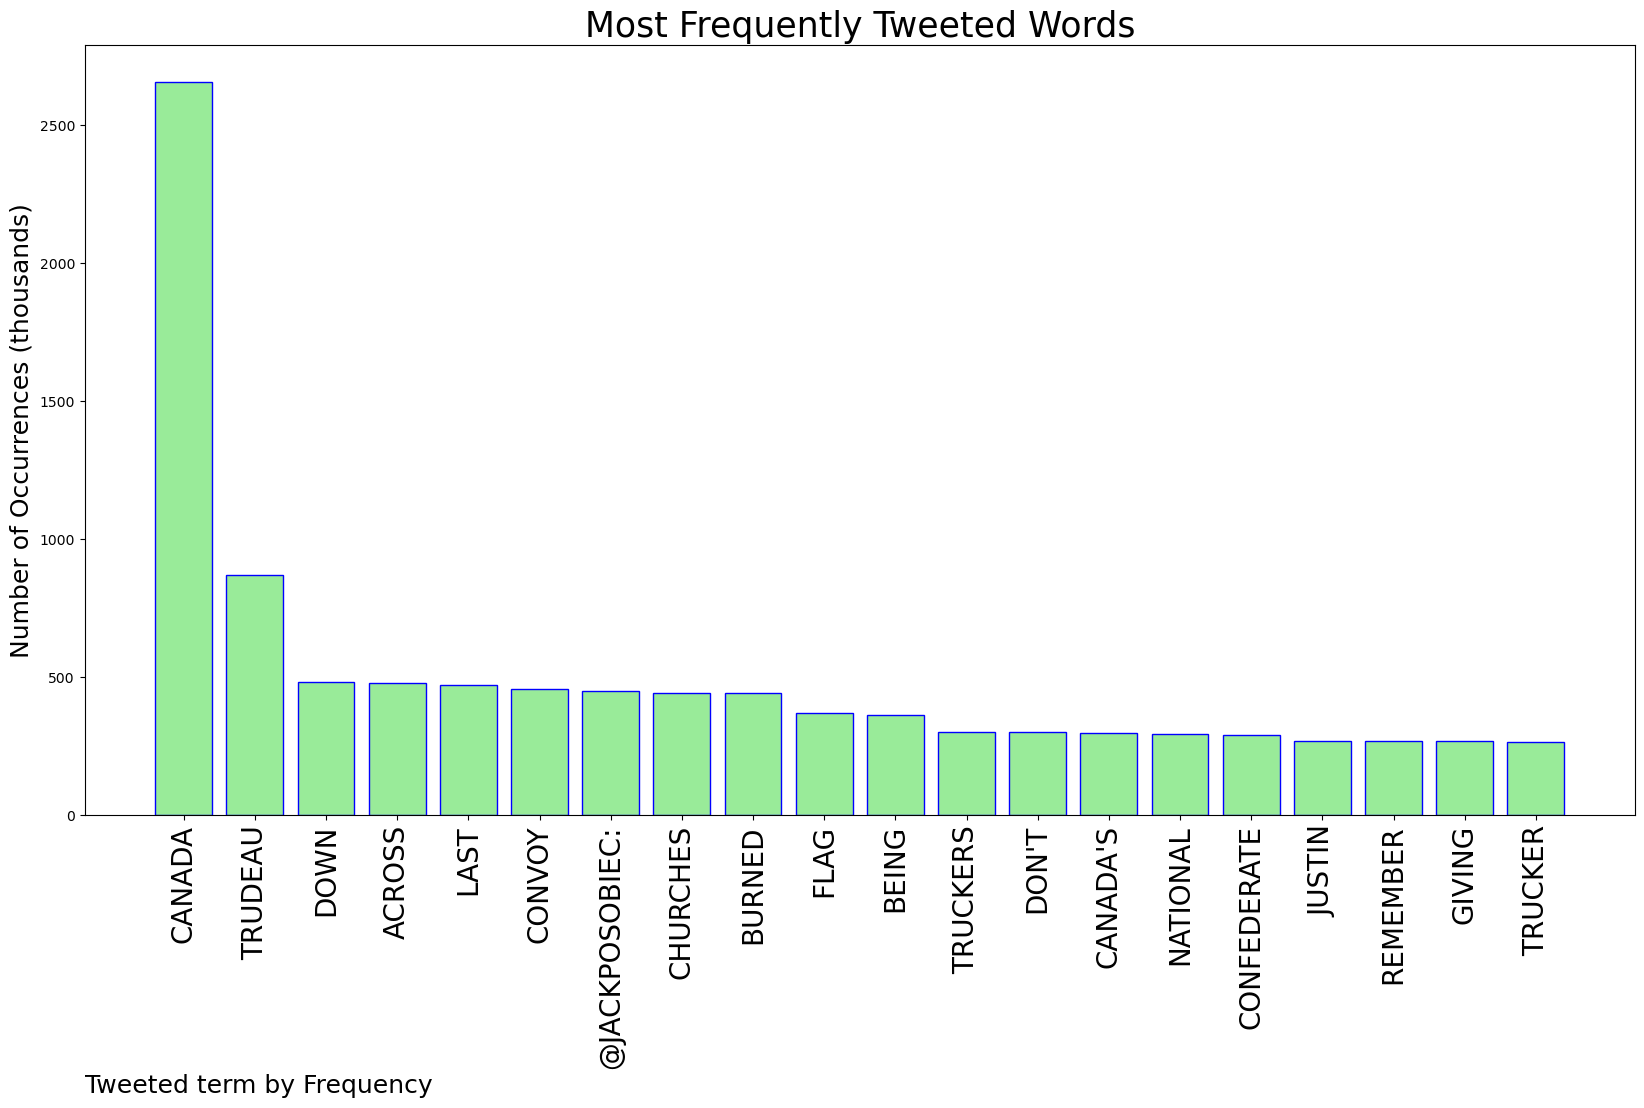 Most Frequently Tweeted Words
Number of Occurrences (thousands)
2500
2000
1500
1000
500
0
CANADA
TRUDEAU
DOWN
ACROSS
LAST
CONVOY
@JACKPOSOBIEC:
CHURCHES
BURNED
FLAG
BEING
TRUCKERS
DON'T
CANADA'S
NATIONAL
CONFEDERATE
JUSTIN
REMEMBER
GIVING
TRUCKER
Tweeted term by Frequency